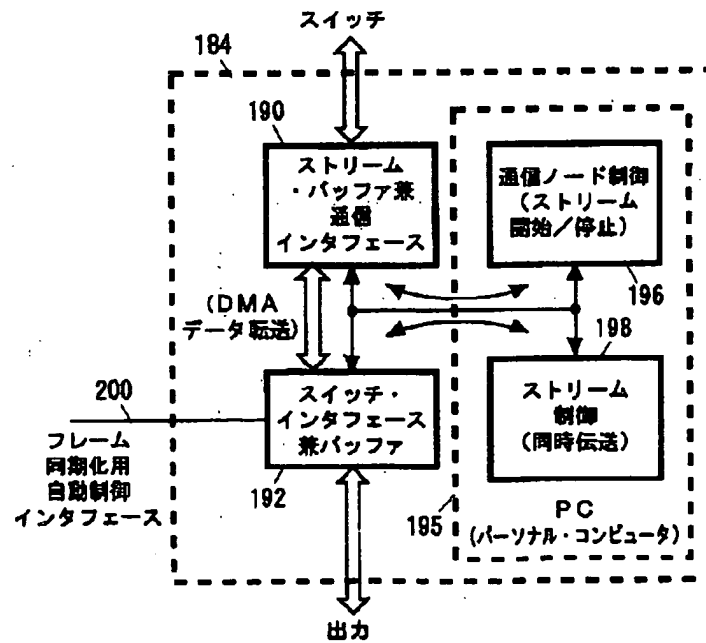 スイッチ
184
190
ストリーム
・バッファ兼
通信
インタフェース
通信ノード制御
(ストリーム
開始/停止)
196
(DMA
データ転送)
198
ストリーム
制御
(同時伝送)
200
スイッチ・
インタフェース
兼バッファ
192
フレーム
同期化用
自動制御
インタフェース
195
PC
(パーソナル・コンピュータ)
出力